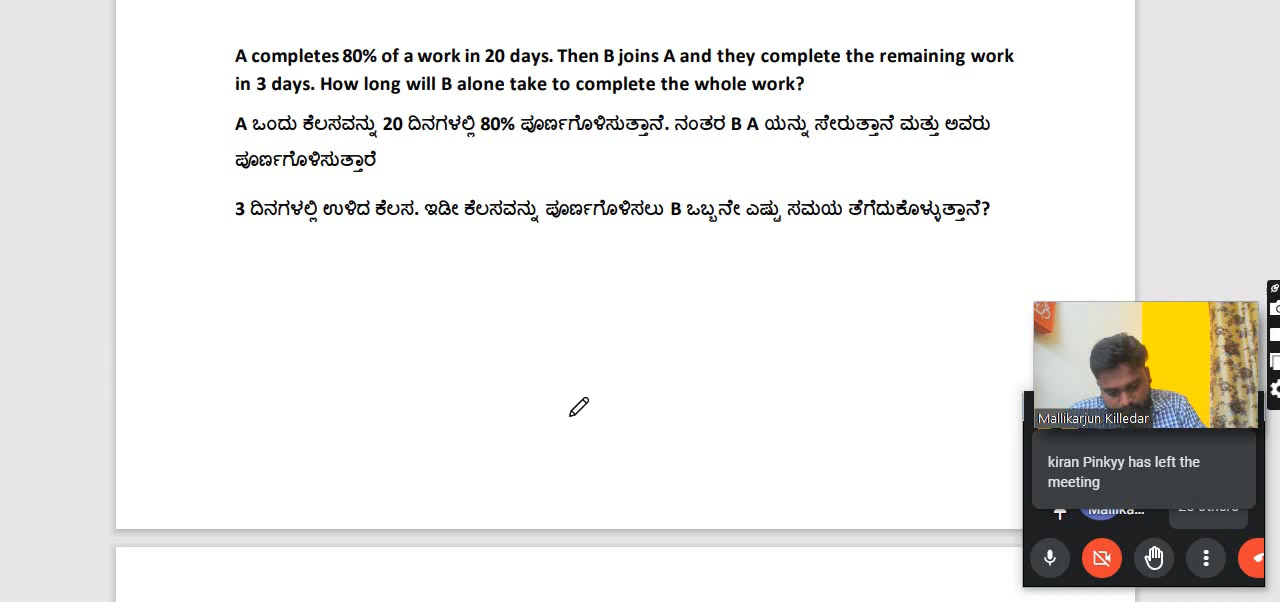 A completes 80% of a work in 20 days. Then B joins A and they complete the remaining work
in 3 days. How long will B alone take to complete the whole work?
A ಒಂದು ಕೆಲಸವನ್ನು 20 ದಿನಗಳಲ್ಲಿ 80% ಪೂರ್ಣಗೊಳಿಸುತ್ತಾನೆ. ನಂತರ B A ಯನ್ನು ಸೇರುತ್ತಾನೆ ಮತ್ತು ಅವರು
ಪೂರ್ಣಗೊಳಿಸುತ್ತಾರೆ
3 ದಿನಗಳಲ್ಲಿ ಉಳಿದ ಕೆಲಸ. ಇಡೀ ಕೆಲಸವನ್ನು ಪೂರ್ಣಗೊಳಿಸಲು B ಒಬ್ಬನೇ ಎಷ್ಟು ಸಮಯ ತೆಗೆದುಕೊಳ್ಳುತ್ತಾನೆ?
Mallikarjun Killedar
kiran Pinkyy has left the
meeting